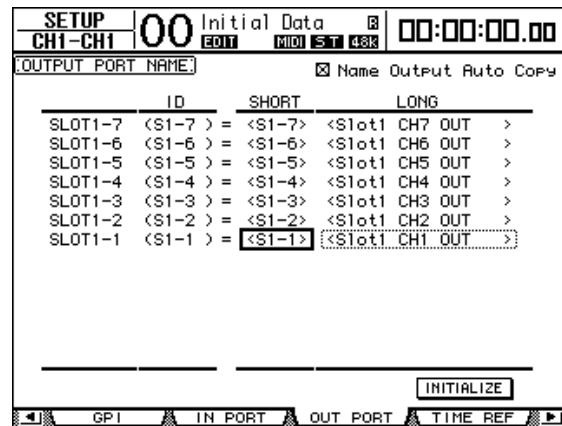 SETUP
CH1-CH1
00
Initial Data
EDIT MIDI ST 48K
00:00:00.00
OUTPUT PORT NAME
Name Output Auto Copy
ID SHORT LONG
SLOT1-7 (S1-7 ) = <S1-7> <Slot1 CH7 OUT >
SLOT1-6 (S1-6 ) = <S1-6> <Slot1 CH6 OUT >
SLOT1-5 (S1-5 ) = <S1-5> <Slot1 CH5 OUT >
SLOT1-4 (S1-4 ) = <S1-4> <Slot1 CH4 OUT >
SLOT1-3 (S1-3 ) = <S1-3> <Slot1 CH3 OUT >
SLOT1-2 (S1-2 ) = <S1-2> <Slot1 CH2 OUT >
SLOT1-1 (S1-1 ) = <S1-1> <Slot1 CH1 OUT >
INITIALIZE
GPI IN PORT OUT PORT TIME REF